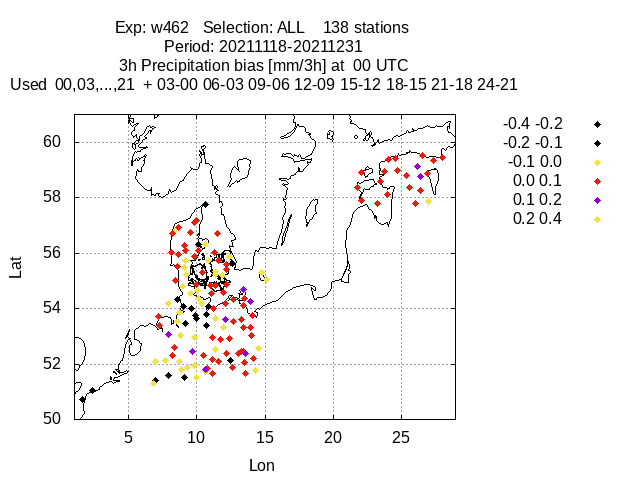 Exp: w462 Selection: ALL 138 stations
Period: 20211118-20211231
3h Precipitation bias [mm/3h] at 00 UTC
Used 00,03,...,21 + 03-00 06-03 09-06 12-09 15-12 18-15 21-18 24-21
-0.4 -0.2
-0.2 -0.1
-0.1 0.0
0.0 0.1
0.1 0.2
0.2 0.4
60
58
56
54
52
50
Lat
5 10 15 20 25
Lon